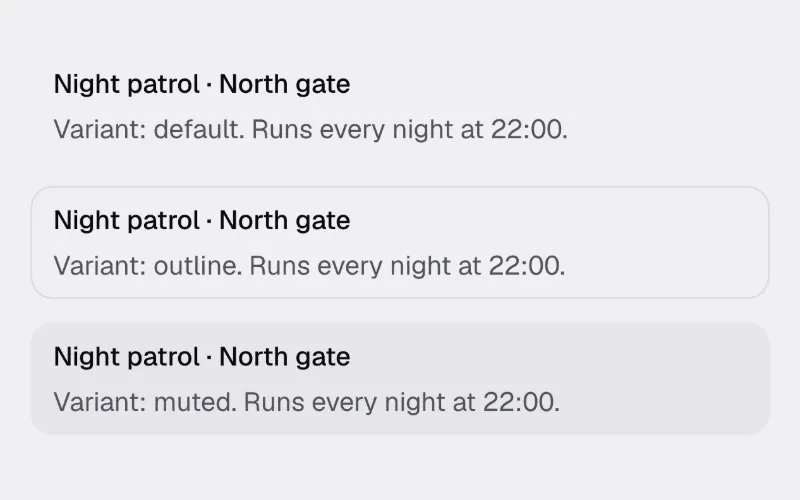 Night patrol · North gate
Variant: default. Runs every night at 22:00.
Night patrol · North gate
Variant: outline. Runs every night at 22:00.
Night patrol · North gate
Variant: muted. Runs every night at 22:00.